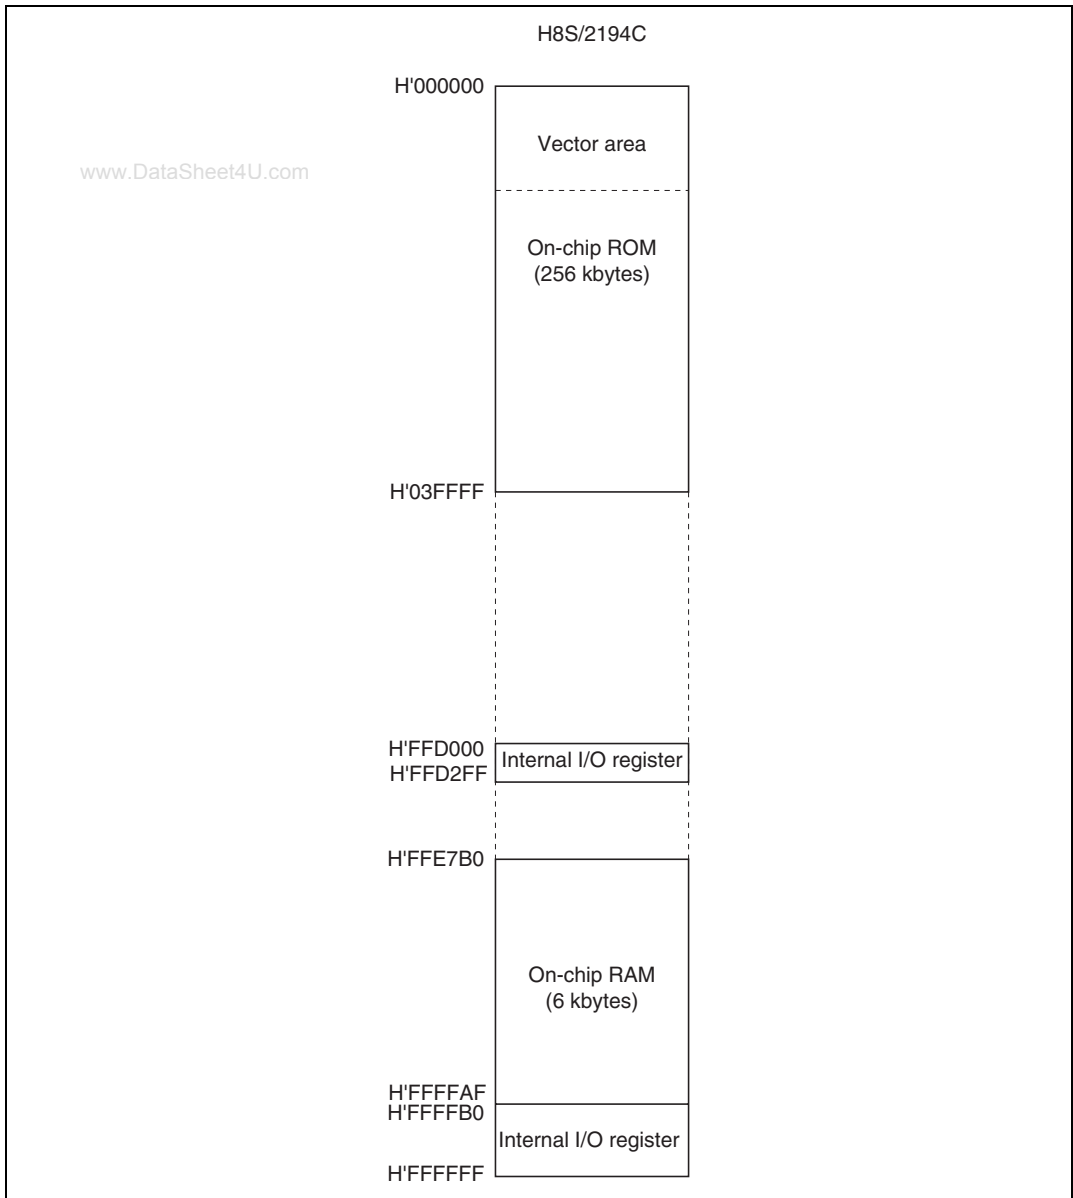 H8S/2194C
H'000000
Vector area
www.DataSheet4U.com
On-chip ROM
(256 kbytes)
H'03FFFF
H'FFD000
Internal I/O register
H'FFD2FF
H'FFE7B0
On-chip RAM
(6 kbytes)
H'FFFFAF
H'FFFFB0
Internal I/O register
H'FFFFFF